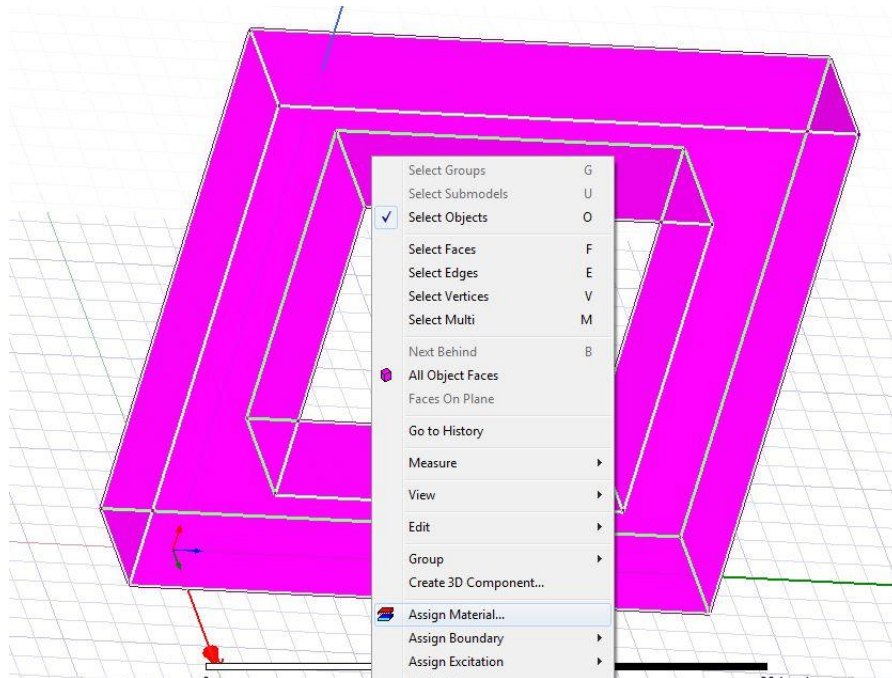 Select Groups G
Select Submodels U
Select Objects O
Select Faces F
Select Edges E
Select Vertices V
Select Multi M
Next Behind B
All Object Faces
Faces On Plane
Go to History
Measure
View
Edit
Group
Create 3D Component...
Assign Material...
Assign Boundary
Assign Excitation